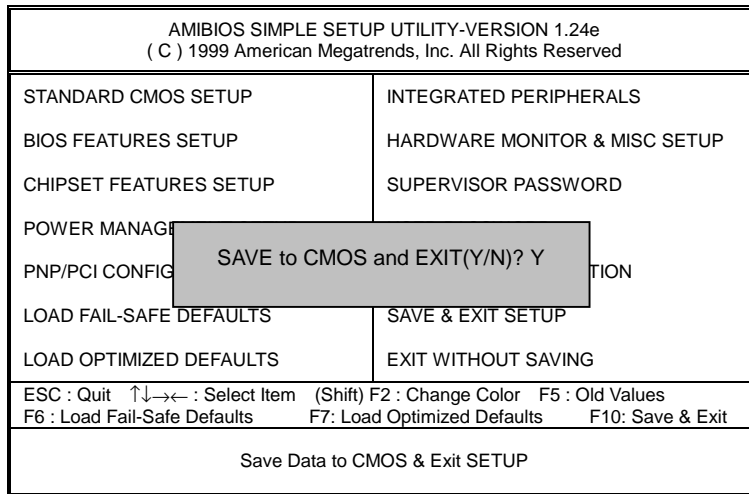 AMIBIOS SIMPLE SETUP UTILITY-VERSION 1.24e
( C ) 1999 American Megatrends, Inc. All Rights Reserved
STANDARD CMOS SETUP
BIOS FEATURES SETUP
CHIPSET FEATURES SETUP
POWER
PNP/PCI
LOAD FAIL-SAFE DEFAULTS
LOAD OPTIMIZED DEFAULTS
INTEGRATED PERIPHERALS
HARDWARE MONITOR & MISC SETUP
SUPERVISOR PASSWORD
SAVE & EXIT SETUP
EXIT WITHOUT SAVING
SAVE to CMOS and EXIT(Y/N)? Y
ESC : Quit ↑↓→← : Select Item (Shift) F2 : Change Color F5 : Old Values
F6 : Load Fail-Safe Defaults F7: Load Optimized Defaults F10: Save & Exit
Save Data to CMOS & Exit SETUP